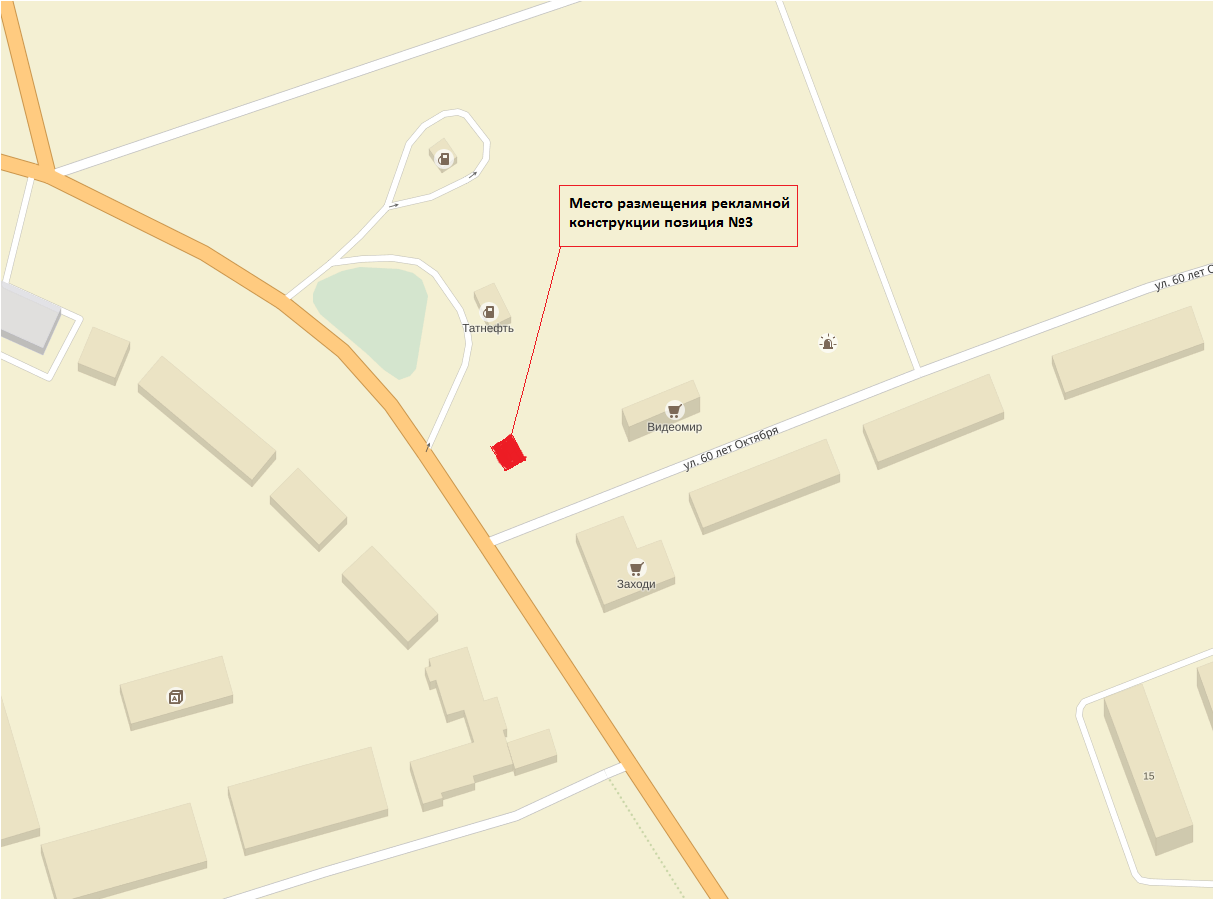 Место размещения рекламной
конструкции позиция №3
ул. 60 лет О
Татнефть
Видеомир
ул. 60 лет Октября
Заходи
A
15